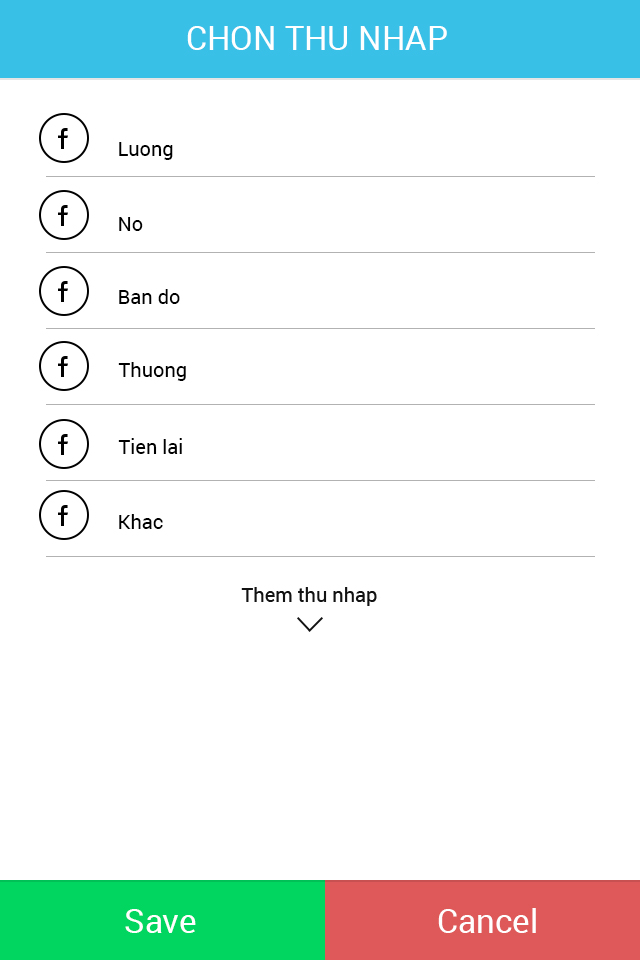 CHON THU NHAP
f Luong
f No
f Ban do
f Thuong
f Tien lai
f Khac
Them thu nhap
Save Cancel